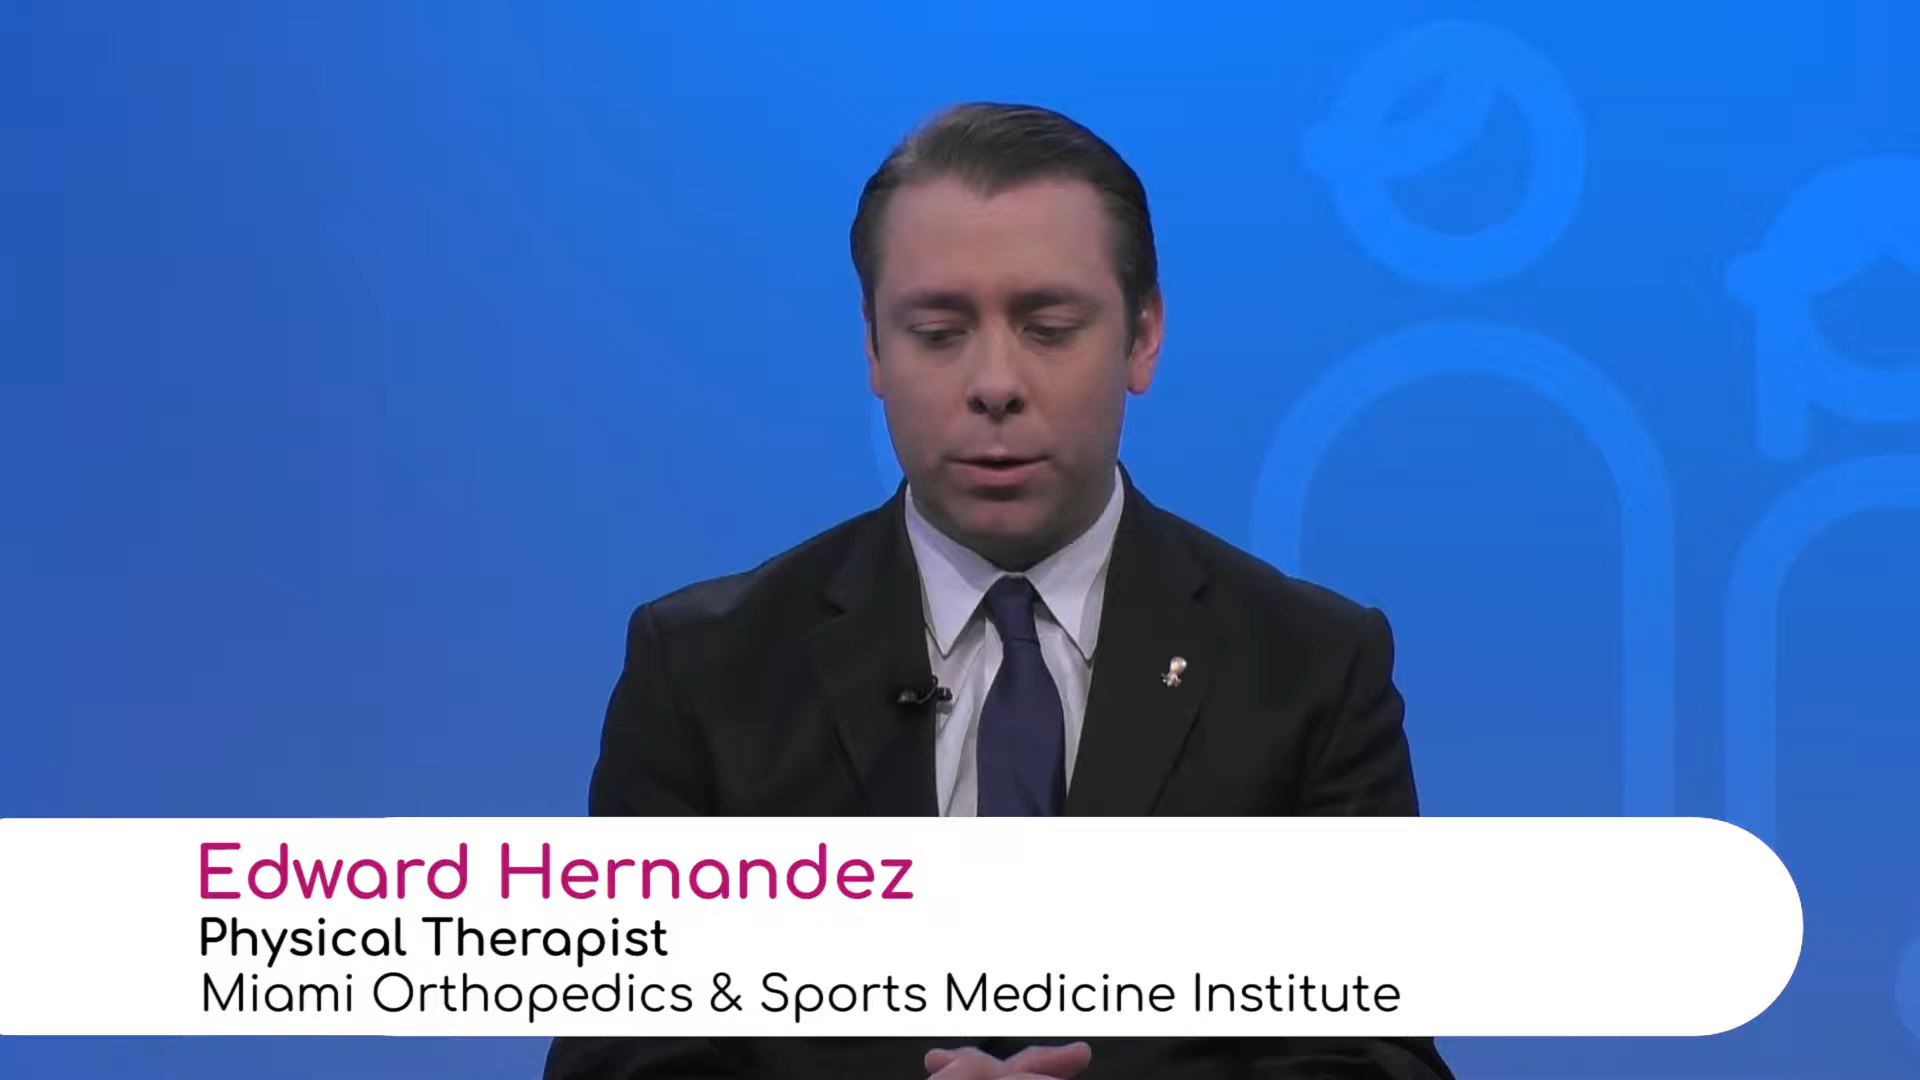 Edward Hernandez
Physical Therapist
Miami Orthopedics & Sports Medicine Institute